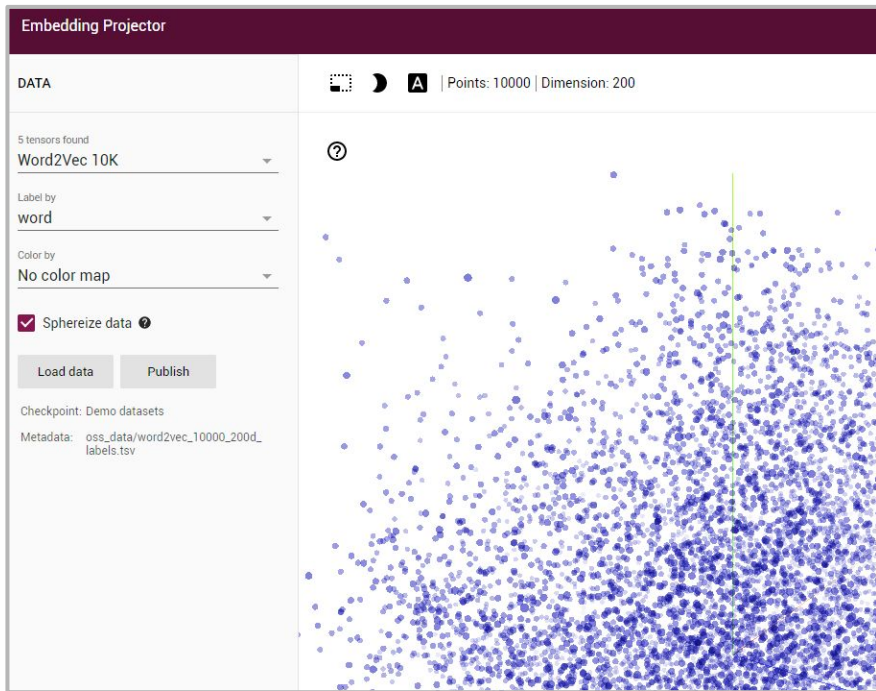 Embedding Projector
DATA
Points: 10000 | Dimension: 200
5 tensors found
Word2Vec 10K
Label by
word
Color by
No color map
Sphereize data
Load data
Publish
Checkpoint: Demo datasets
Metadata: oss_data/word2vec_10000_200d_
labels.tsv